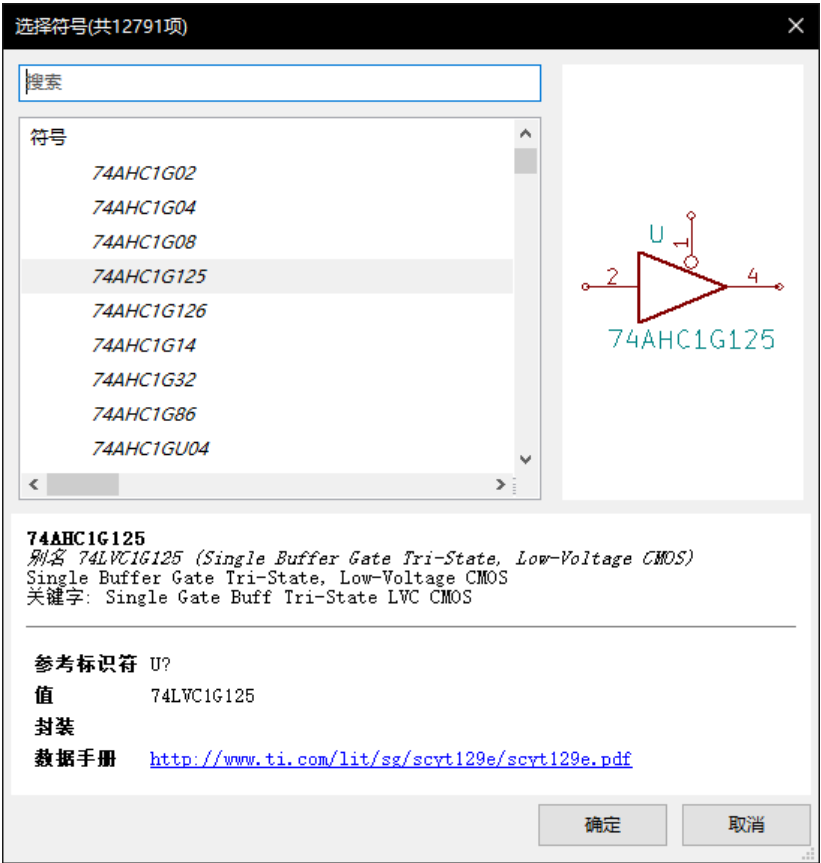 选择符号(共12791项)
搜索
符号
74AHC1G02
74AHC1G04
74AHC1G08
74AHC1G125
74AHC1G126
74AHC1G14
74AHC1G32
74AHC1G86
74AHC1GU04
U
1
2
4
74AHC1G125
74AHC1G125
别名 74LVC1G125 (Single Buffer Gate Tri-State, Low-Voltage CMOS)
Single Buffer Gate Tri-State, Low-Voltage CMOS
关键字: Single Gate Buff Tri-State LVC CMOS
参考标识符 U?
值 74LVC1G125
封装
数据手册 http://www.ti.com/lit/sg/scyt129e/scyt129e.pdf
确定 取消